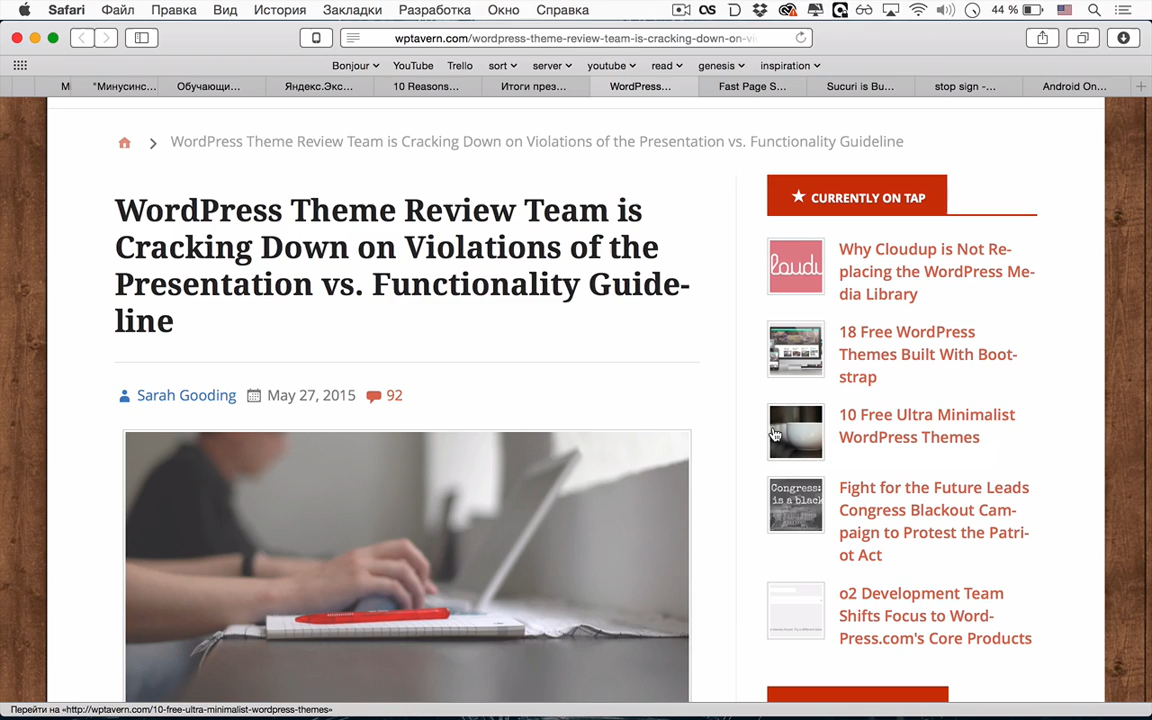 Safari Файл Правка Вид История Закладки Разработка Окно Справка 44 %
wptavern.com/wordpress-theme-review-team-is-cracking-down-on-vi
Bonjour YouTube Trello sort server youtube read genesis inspiration
М "Минусинс... Обучающи... Яндекс.Экс... 10 Reasons... Итоги през... WordPress... Fast Page S... Sucuri is Bu... stop sign -... Android On...
WordPress Theme Review Team is Cracking Down on Violations of the Presentation vs. Functionality Guideline
WordPress Theme Review Team is
Cracking Down on Violations of the
Presentation vs. Functionality Guide-
line
Sarah Gooding May 27, 2015 92
CURRENTLY ON TAP
loudu
Why Cloudup is Not Re-
placing the WordPress Me-
dia Library
18 Free WordPress
Themes Built With Boot-
strap
10 Free Ultra Minimalist
WordPress Themes
Congress:
is a black
Fight for the Future Leads
Congress Blackout Cam-
paign to Protest the Patri-
ot Act
o2 Development Team
Shifts Focus to Word-
Press.com's Core Products
Перейти на «http://wptavern.com/10-free-ultra-minimalist-wordpress-themes»